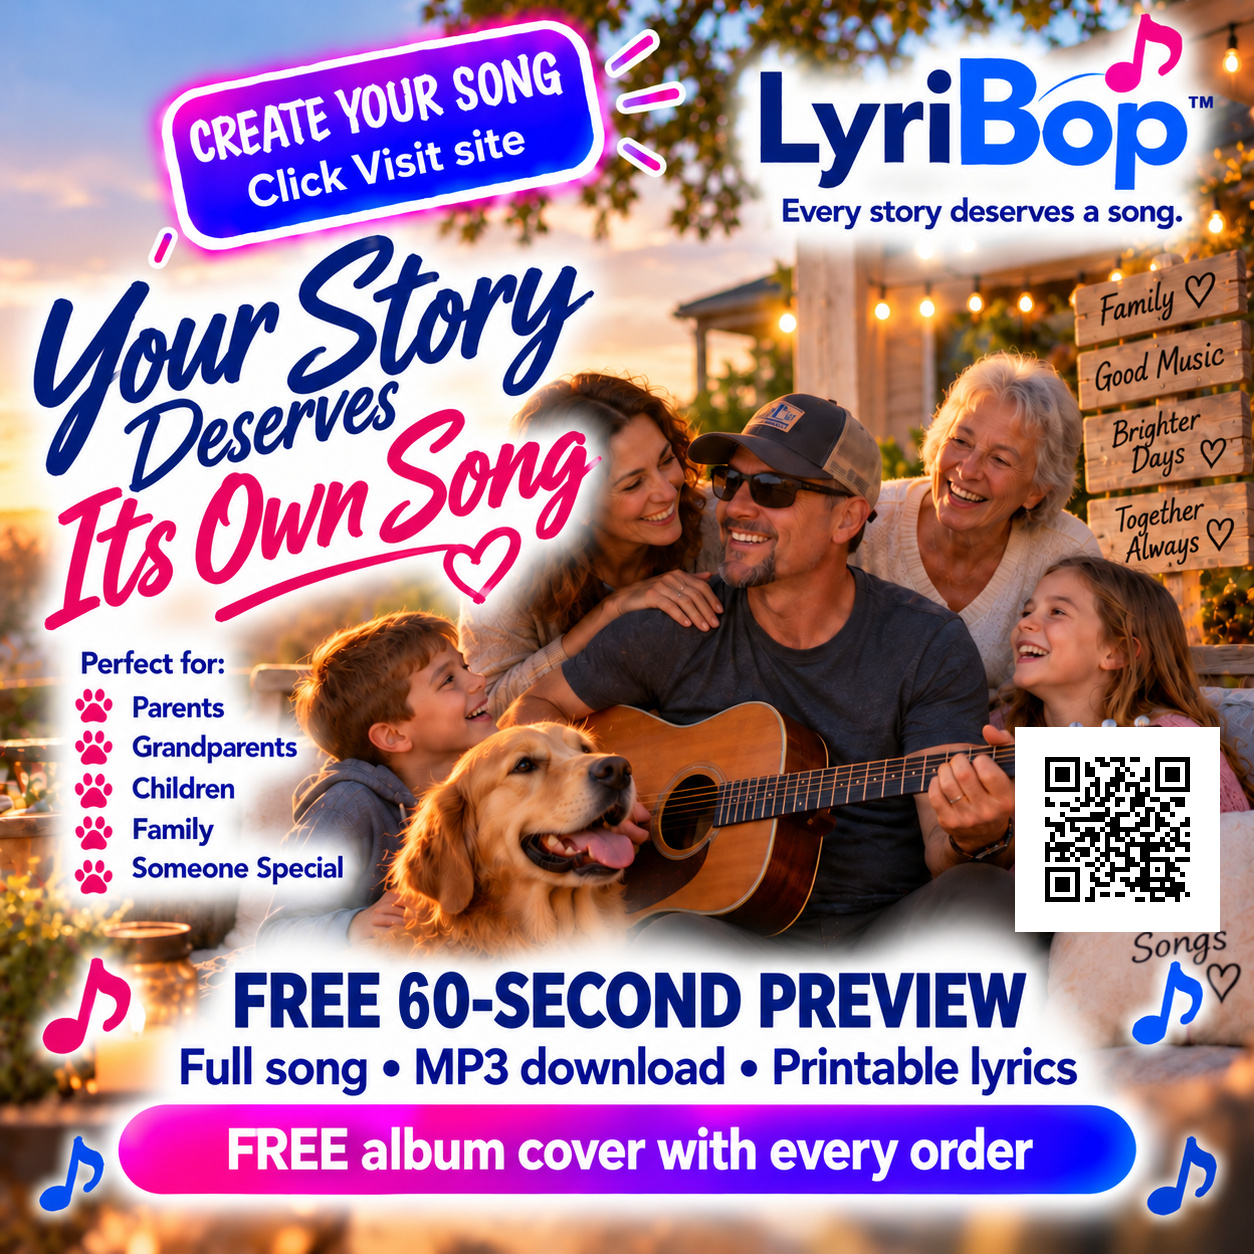 CREATE YOUR SONG
Click Visit site
LyriBop™
Every story deserves a song.
Your Story
Deserves
Its Own Song
Family
Good Music
Brighter
Days
Together
Always
Perfect for:
Parents
Grandparents
Children
Family
Someone Special
Songs
FREE 60-SECOND PREVIEW
Full song • MP3 download • Printable lyrics
FREE album cover with every order